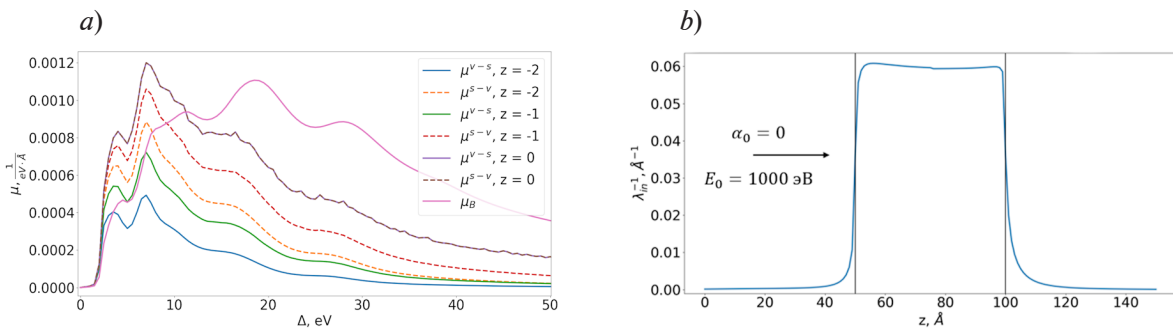 a)
0.0012
0.0010
0.0008
0.0006
0.0004
0.0002
0.0000
μ, 1/(eV·Å)
μ^{v−s}, z = -2
μ^{s−v}, z = -2
μ^{v−s}, z = -1
μ^{s−v}, z = -1
μ^{v−s}, z = 0
μ^{s−v}, z = 0
μ_B
0 10 20 30 40 50
Δ, eV
b)
0.06
0.05
0.04
0.03
0.02
0.01
0.00
λ_{in}^{-1}, Å^{-1}
α_0 = 0
E_0 = 1000 эВ
0 20 40 60 80 100 120 140
z, Å